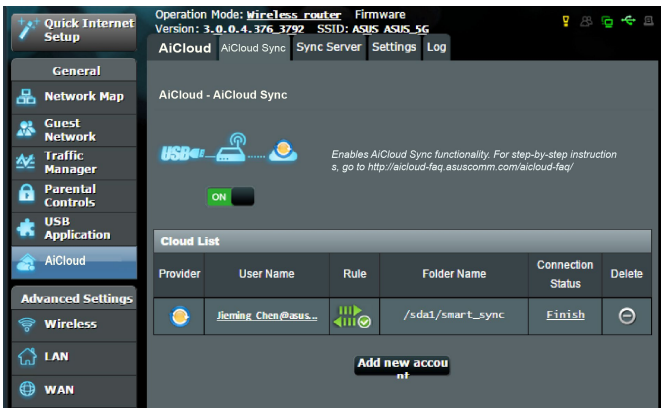 Quick Internet
Setup
Operation Mode: Wireless router Firmware
Version: 3.0.0.4.376_3792 SSID: ASUS ASUS_5G
AiCloud AiCloud Sync Sync Server Settings Log
General
Network Map
Guest
Network
Traffic
Manager
Parental
Controls
USB
Application
AiCloud
Advanced Settings
Wireless
LAN
WAN
AiCloud - AiCloud Sync
USB
Enables AiCloud Sync functionality. For step-by-step instruction
s, go to http://aicloud-faq.asuscomm.com/aicloud-faq/
ON
Cloud List
Provider User Name Rule Folder Name Connection Status Delete
Jieming_Chen@asus... /sda1/smart_sync Finish
Add new accou
nt